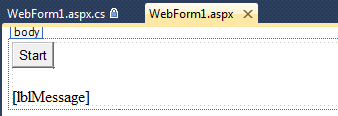 WebForm1.aspx.cs WebForm1.aspx
body
Start
[lblMessage]